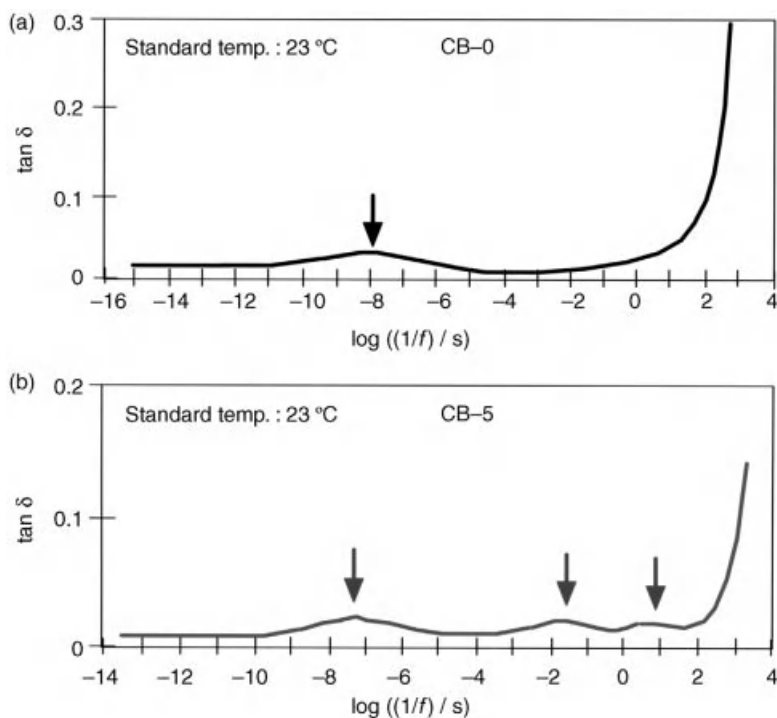 (a)
0.3
Standard temp. : 23 °C CB–0
0.2
tan δ
0.1
0
–16 –14 –12 –10 –8 –6 –4 –2 0 2 4
log ((1/f) / s)
(b)
0.2
Standard temp. : 23 °C CB–5
tan δ
0.1
0
–14 –12 –10 –8 –6 –4 –2 0 2 4
log ((1/f) / s)